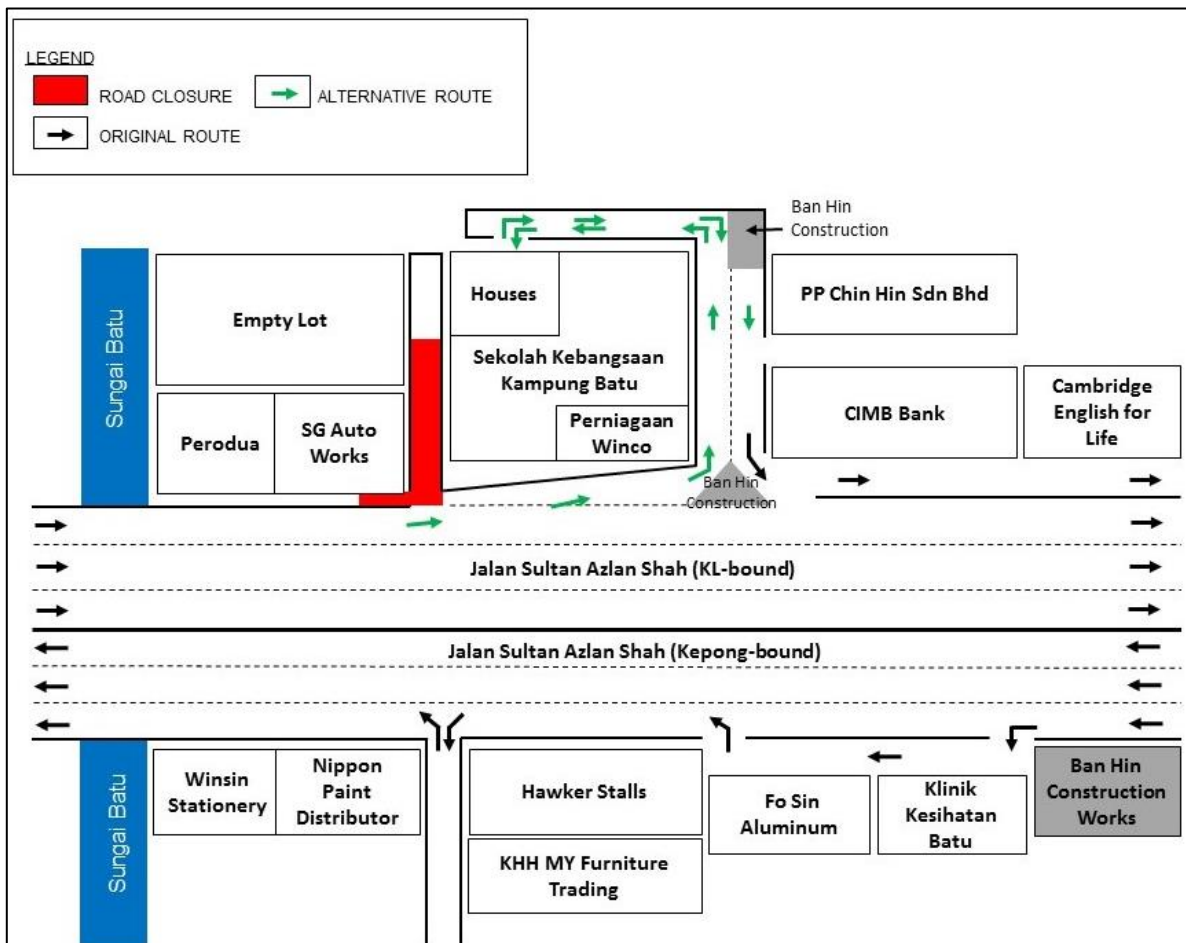 LEGEND
ROAD CLOSURE
ALTERNATIVE ROUTE
ORIGINAL ROUTE
Ban Hin
Construction
Sungai Batu
Empty Lot
Houses
PP Chin Hin Sdn Bhd
Sekolah Kebangsaan
Kampung Batu
Perodua
SG Auto
Works
Perniagaan
Winco
CIMB Bank
Cambridge
English for
Life
Ban Hin
Construction
Jalan Sultan Azlan Shah (KL-bound)
Jalan Sultan Azlan Shah (Kepong-bound)
Sungai Batu
Winsin
Stationery
Nippon
Paint
Distributor
Hawker Stalls
KHH MY Furniture
Trading
Fo Sin
Aluminum
Klinik
Kesihatan
Batu
Ban Hin
Construction
Works